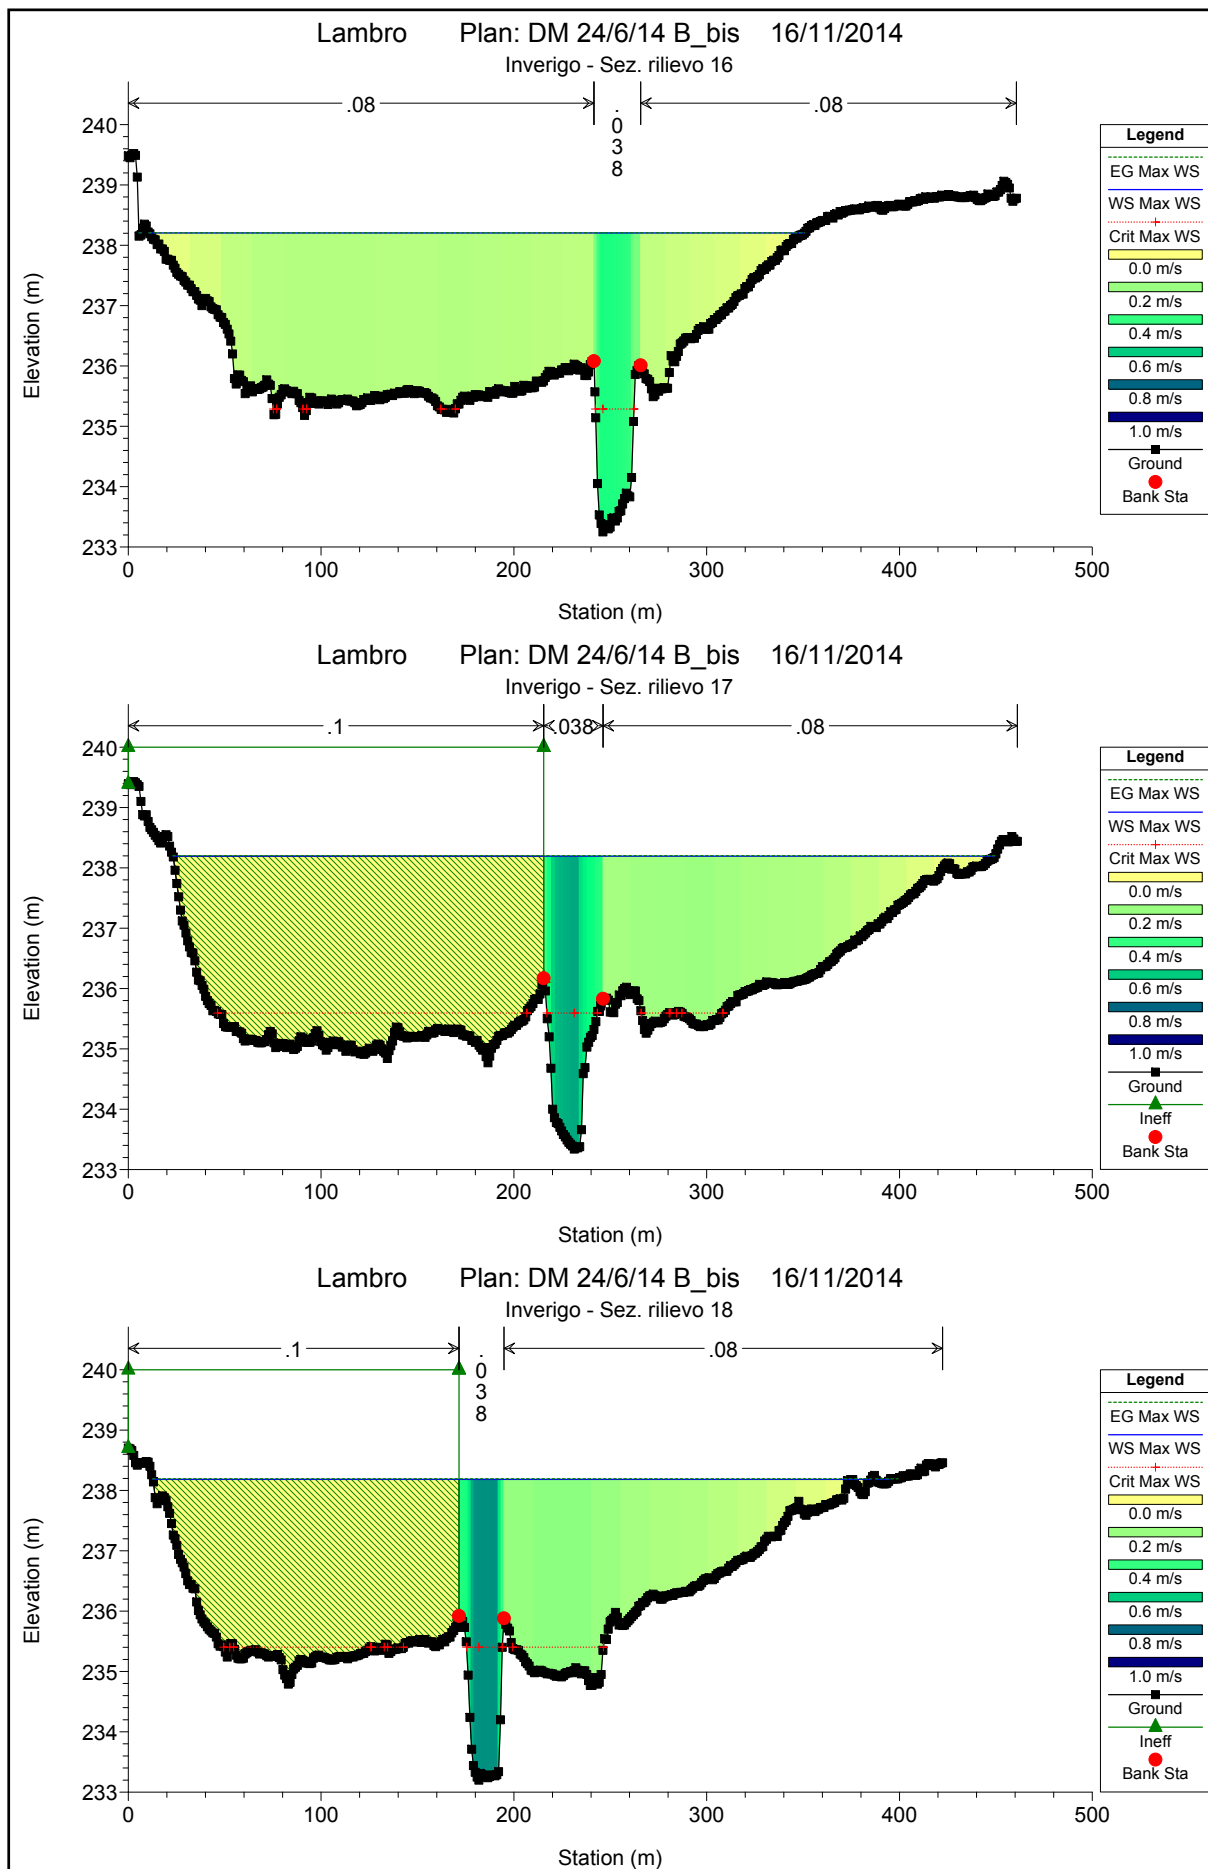 Lambro Plan: DM 24/6/14 B_bis 16/11/2014
Inverigo - Sez. rilievo 16
.08 .038 .08
Elevation (m)
240
239
238
237
236
235
234
233
0 100 200 300 400 500
Station (m)
Legend
EG Max WS
WS Max WS
Crit Max WS
0.0 m/s
0.2 m/s
0.4 m/s
0.6 m/s
0.8 m/s
1.0 m/s
Ground
Bank Sta
Lambro Plan: DM 24/6/14 B_bis 16/11/2014
Inverigo - Sez. rilievo 17
.1 .038 .08
Elevation (m)
240
239
238
237
236
235
234
233
0 100 200 300 400 500
Station (m)
Legend
EG Max WS
WS Max WS
Crit Max WS
0.0 m/s
0.2 m/s
0.4 m/s
0.6 m/s
0.8 m/s
1.0 m/s
Ground
Ineff
Bank Sta
Lambro Plan: DM 24/6/14 B_bis 16/11/2014
Inverigo - Sez. rilievo 18
.1 .038 .08
Elevation (m)
240
239
238
237
236
235
234
233
0 100 200 300 400 500
Station (m)
Legend
EG Max WS
WS Max WS
Crit Max WS
0.0 m/s
0.2 m/s
0.4 m/s
0.6 m/s
0.8 m/s
1.0 m/s
Ground
Ineff
Bank Sta